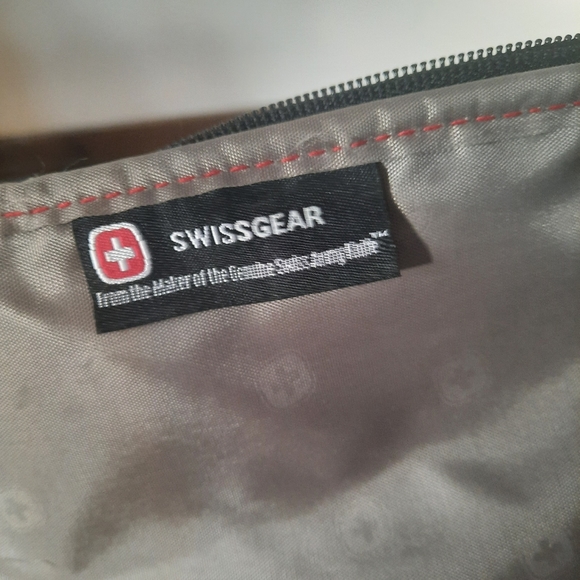 SWISSGEAR
From the Maker of the Genuine Swiss Army Knife™